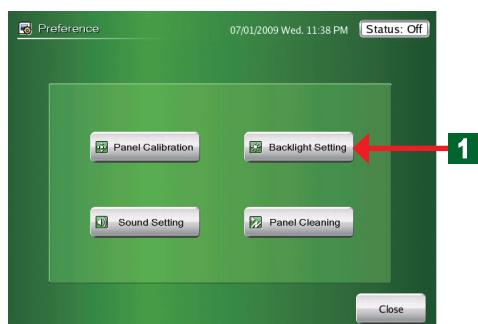 Preference
07/01/2009 Wed. 11:38 PM
Status: Off
Panel Calibration
Backlight Setting
1
Sound Setting
Panel Cleaning
Close